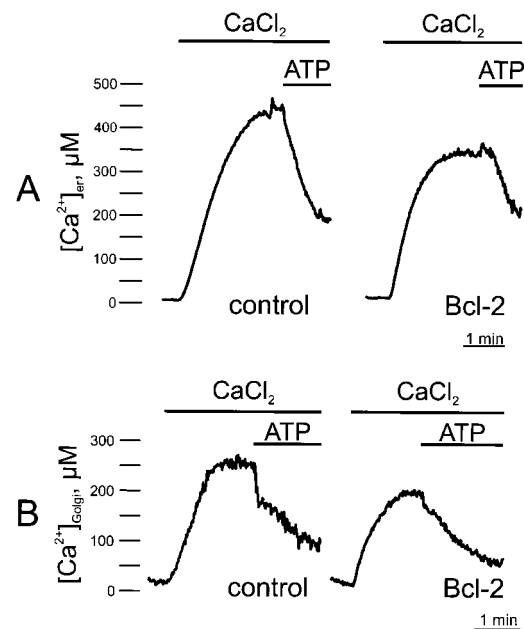 CaCl₂ CaCl₂
ATP ATP
A
[Ca²⁺]er, μM
500
400
300
200
100
0
control Bcl-2
1 min
CaCl₂ CaCl₂
ATP ATP
B
[Ca²⁺]Golgi, μM
300
200
100
0
control Bcl-2
1 min